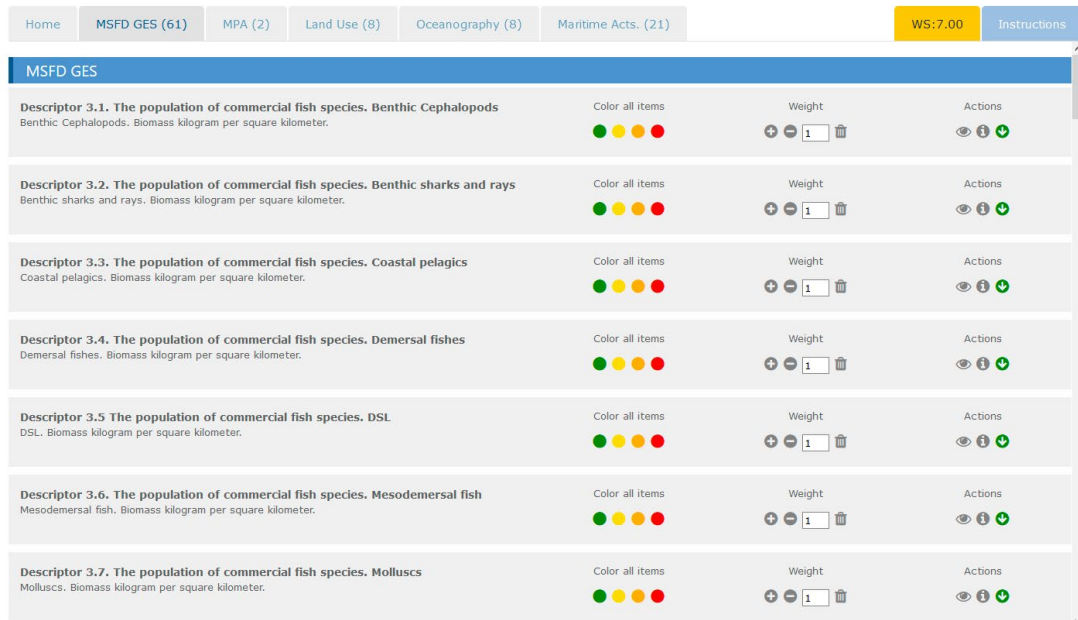 Home
MSFD GES (61)
MPA (2)
Land Use (8)
Oceanography (8)
Maritime Acts. (21)
WS:7.00
Instructions
MSFD GES
Descriptor 3.1. The population of commercial fish species. Benthic Cephalopods
Benthic Cephalopods. Biomass kilogram per square kilometer.
Color all items
Weight
1
Actions
Descriptor 3.2. The population of commercial fish species. Benthic sharks and rays
Benthic sharks and rays. Biomass kilogram per square kilometer.
Color all items
Weight
1
Actions
Descriptor 3.3. The population of commercial fish species. Coastal pelagics
Coastal pelagics. Biomass kilogram per square kilometer.
Color all items
Weight
1
Actions
Descriptor 3.4. The population of commercial fish species. Demersal fishes
Demersal fishes. Biomass kilogram per square kilometer.
Color all items
Weight
1
Actions
Descriptor 3.5 The population of commercial fish species. DSL
DSL. Biomass kilogram per square kilometer.
Color all items
Weight
1
Actions
Descriptor 3.6. The population of commercial fish species. Mesodemersal fish
Mesodemersal fish. Biomass kilogram per square kilometer.
Color all items
Weight
1
Actions
Descriptor 3.7. The population of commercial fish species. Molluscs
Molluscs. Biomass kilogram per square kilometer.
Color all items
Weight
1
Actions